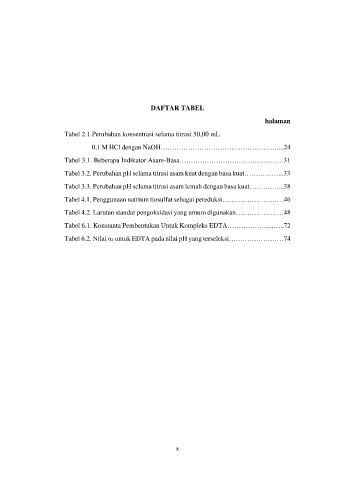 DAFTAR TABEL
halaman
Tabel 2.1.Perubahan konsentrasi selama titrasi 50,00 mL
0,1 M HCl dengan NaOH……………………………………………....24
Tabel 3.1. Beberapa Indikator Asam-Basa………………………………………31
Tabel 3.2. Perubahan pH selama titrasi asam kuat dengan basa kuat……………...33
Tabel 3.3. Perubahan pH selama titrasi asam lemah dengan basa kuat…………...38
Tabel 4.1. Penggunaan natrium tiosulfat sebagai pereduksi………………………46
Tabel 4.2. Larutan standar pengoksidasi yang umum digunakan…………………48
Tabel 6.1. Konstanta Pembentukan Untuk Kompleks EDTA……………….........72
Tabel 6.2. Nilai α₄ untuk EDTA pada nilai pH yang terseleksi……………………74
x